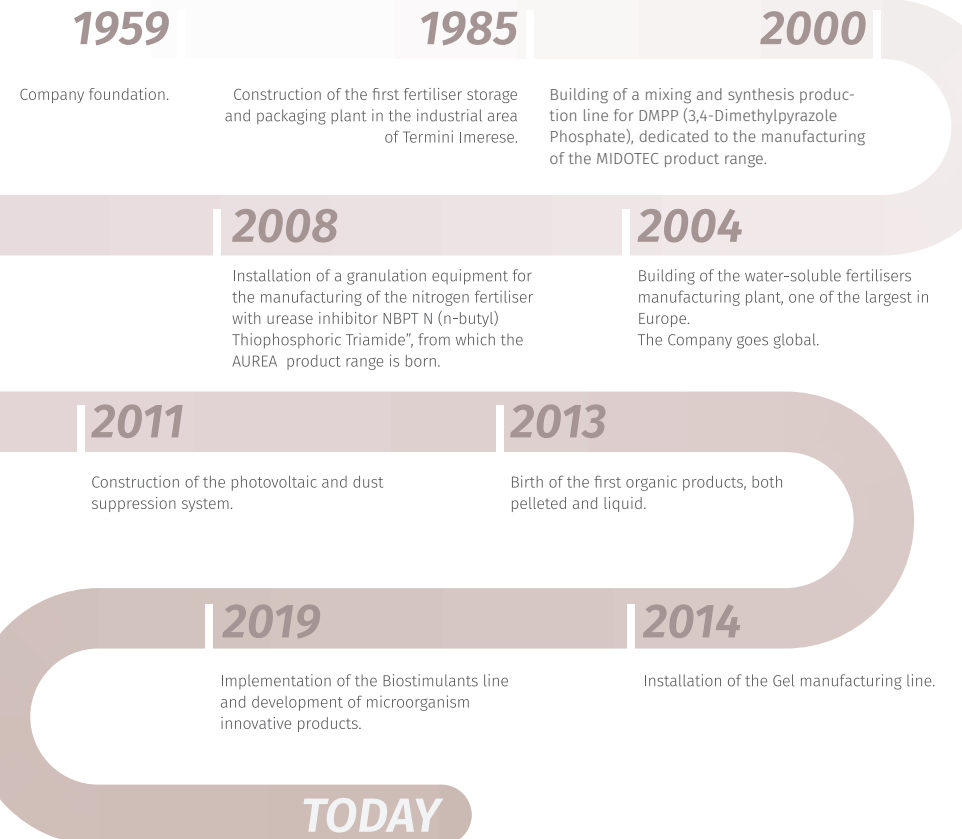 1959
Company foundation.
1985
Construction of the first fertiliser storage
and packaging plant in the industrial area
of Termini Imerese.
2000
Building of a mixing and synthesis produc-
tion line for DMPP (3,4-Dimethylpyrazole
Phosphate), dedicated to the manufacturing
of the MIDOTEC product range.
2004
Building of the water-soluble fertilisers
manufacturing plant, one of the largest in
Europe.
The Company goes global.
2008
Installation of a granulation equipment for
the manufacturing of the nitrogen fertiliser
with urease inhibitor NBPT N (n-butyl)
Thiophosphoric Triamide”, from which the
AUREA  product range is born.
2011
Construction of the photovoltaic and dust
suppression system.
2013
Birth of the first organic products, both
pelleted and liquid.
2014
Installation of the Gel manufacturing line.
2019
Implementation of the Biostimulants line
and development of microorganism
innovative products.
TODAY